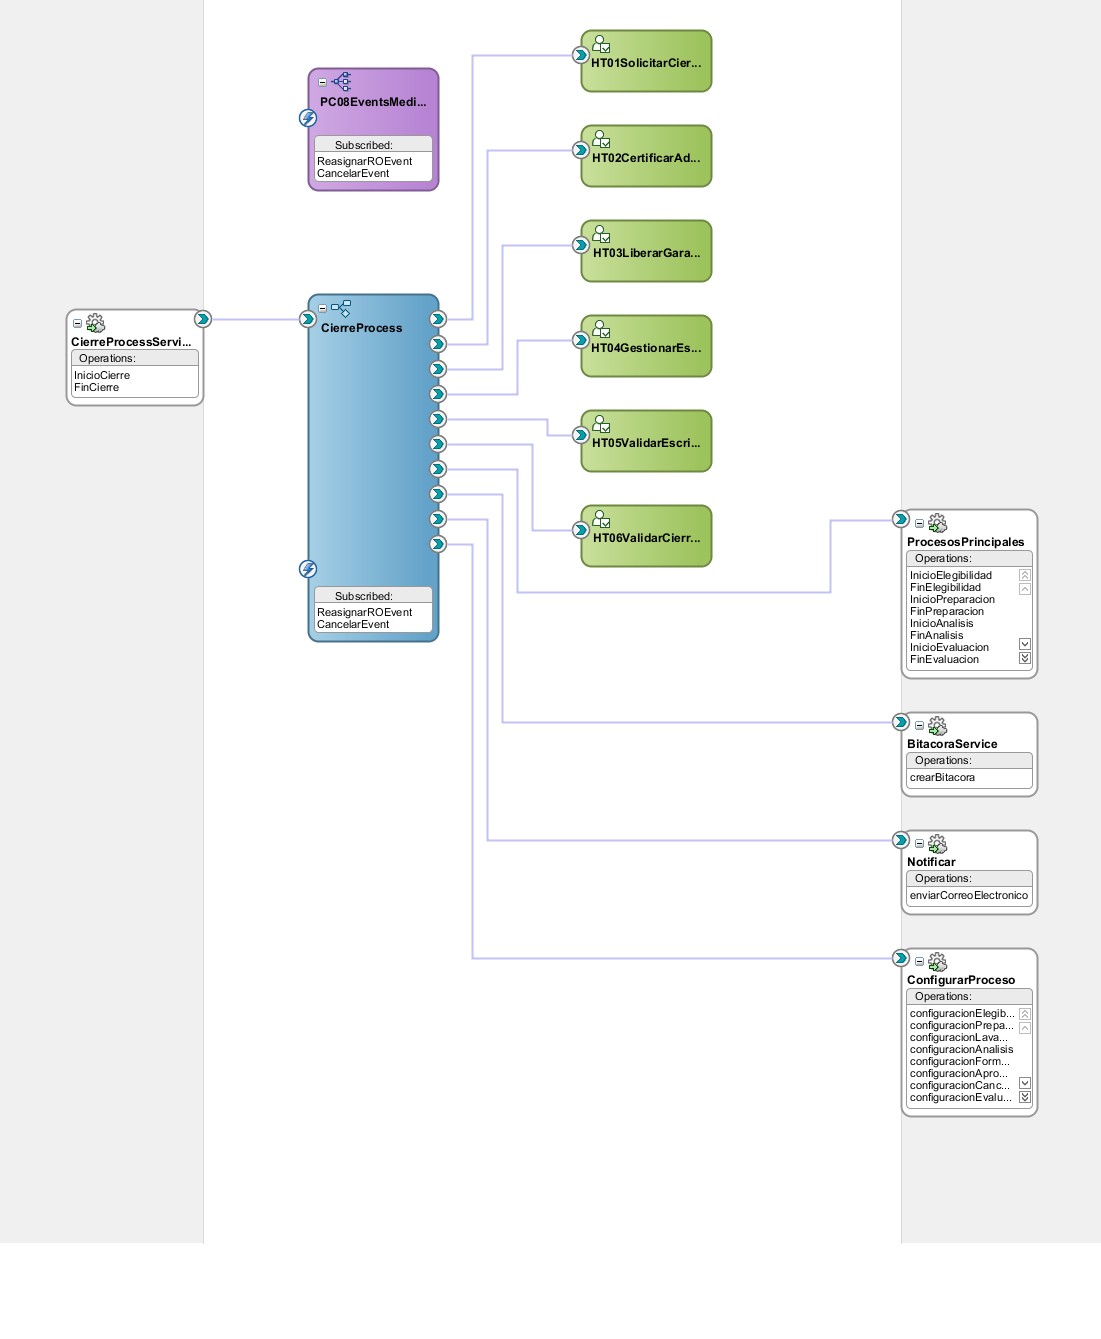 HT01SolicitarCier...
PC08EventsMedi...
Subscribed:
ReasignarROEvent
CancelarEvent
HT02CertificarAd...
HT03LiberarGara...
CierreProcessServi...
Operations:
InicioCierre
FinCierre
CierreProcess
Subscribed:
ReasignarROEvent
CancelarEvent
HT04GestionarEs...
HT05ValidarEscri...
HT06ValidarCierr...
ProcesosPrincipales
Operations:
InicioElegibilidad
FinElegibilidad
InicioPreparacion
FinPreparacion
InicioAnalisis
FinAnalisis
InicioEvaluacion
FinEvaluacion
BitacoraService
Operations:
crearBitacora
Notificar
Operations:
enviarCorreoElectronico
ConfigurarProceso
Operations:
configuracionElegib...
configuracionPrepa...
configuracionLava...
configuracionAnalisis
configuracionForm...
configuracionApro...
configuracionCanc...
configuracionEvalu...